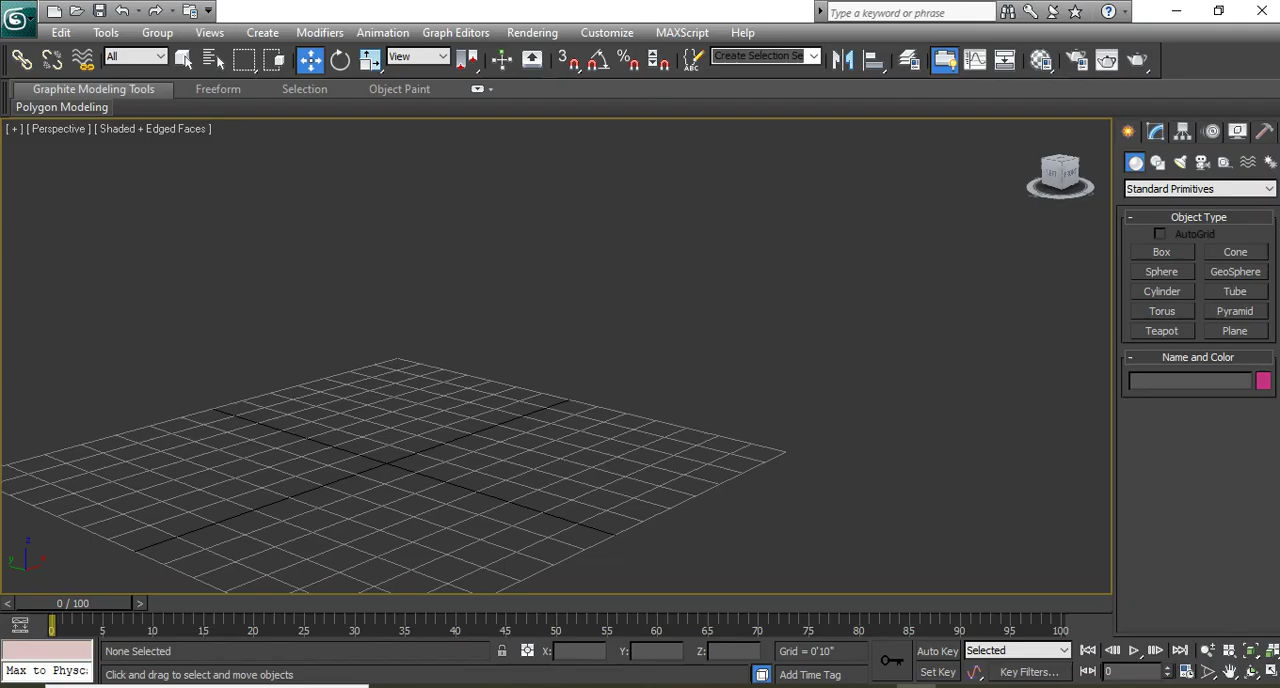 Type a keyword or phrase
Edit Tools Group Views Create Modifiers Animation Graph Editors Rendering Customize MAXScript Help
All View 3 ABC Create Selection Se
Graphite Modeling Tools Freeform Selection Object Paint
Polygon Modeling
[ + ] [ Perspective ] [ Shaded + Edged Faces ]
LEFT FRONT
Standard Primitives
- Object Type
AutoGrid
Box Cone
Sphere GeoSphere
Cylinder Tube
Torus Pyramid
Teapot Plane
- Name and Color
z
y x
< 0 / 100 >
0 5 10 15 20 25 30 35 40 45 50 55 60 65 70 75 80 85 90 95 100
None Selected X: Y: Z: Grid = 0'10" Auto Key Selected
Max to Physc: Click and drag to select and move objects Add Time Tag Set Key Key Filters... 0